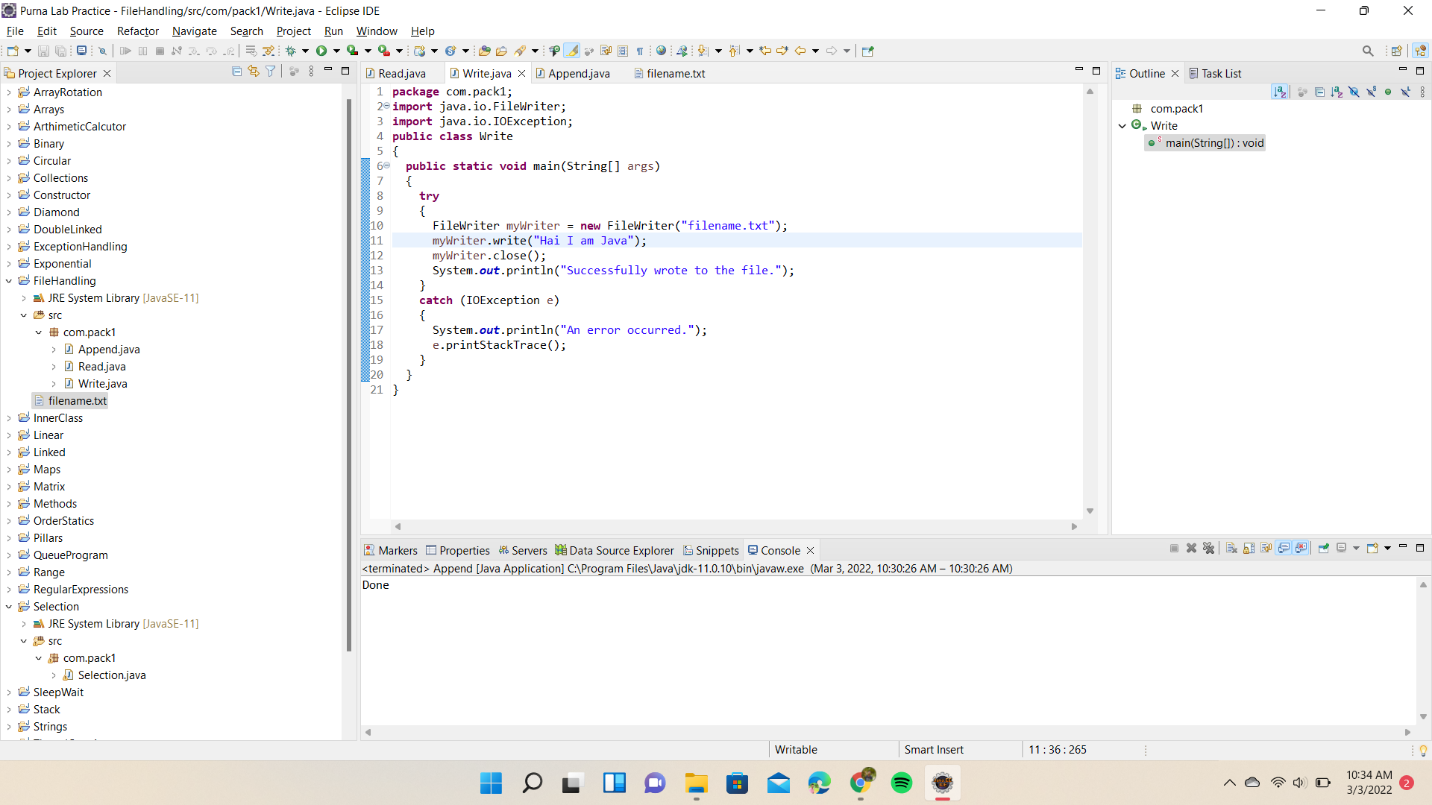 Purna Lab Practice - FileHandling/src/com/pack1/Write.java - Eclipse IDE
File Edit Source Refactor Navigate Search Project Run Window Help
Project Explorer
ArrayRotation
Arrays
ArthimeticCalcutor
Binary
Circular
Collections
Constructor
Diamond
DoubleLinked
ExceptionHandling
Exponential
FileHandling
JRE System Library [JavaSE-11]
src
com.pack1
Append.java
Read.java
Write.java
filename.txt
InnerClass
Linear
Linked
Maps
Matrix
Methods
OrderStatics
Pillars
QueueProgram
Range
RegularExpressions
Selection
JRE System Library [JavaSE-11]
src
com.pack1
Selection.java
SleepWait
Stack
Strings
Read.java Write.java Append.java filename.txt
1 package com.pack1;
2 import java.io.FileWriter;
3 import java.io.IOException;
4 public class Write
5 {
6 public static void main(String[] args)
7 {
8 try
9 {
10 FileWriter myWriter = new FileWriter("filename.txt");
11 myWriter.write("Hai I am Java");
12 myWriter.close();
13 System.out.println("Successfully wrote to the file.");
14 }
15 catch (IOException e)
16 {
17 System.out.println("An error occurred.");
18 e.printStackTrace();
19 }
20 }
21 }
Outline Task List
com.pack1
Write
main(String[]) : void
Markers Properties Servers Data Source Explorer Snippets Console
<terminated> Append [Java Application] C:\Program Files\Java\jdk-11.0.10\bin\javaw.exe (Mar 3, 2022, 10:30:26 AM – 10:30:26 AM)
Done
Writable Smart Insert 11 : 36 : 265
10:34 AM
3/3/2022
2